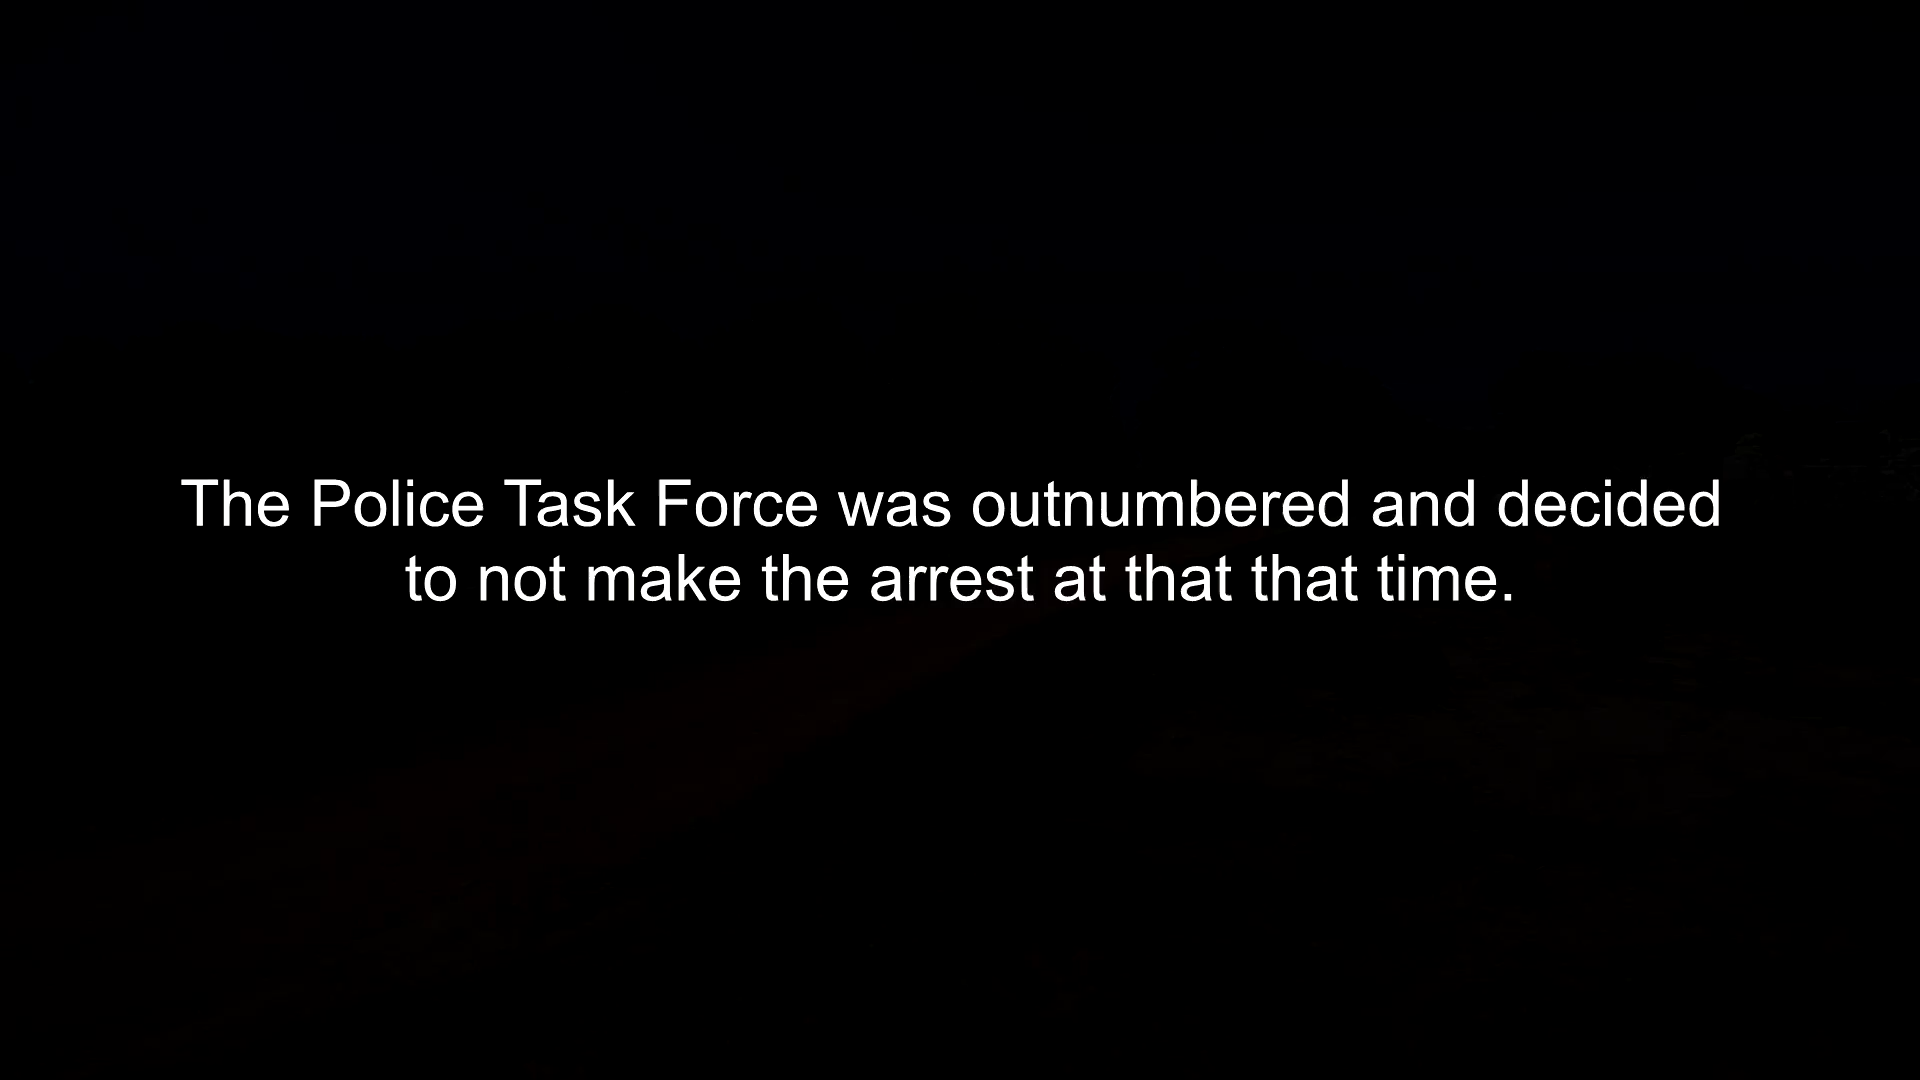 The Police Task Force was outnumbered and decided
to not make the arrest at that that time.